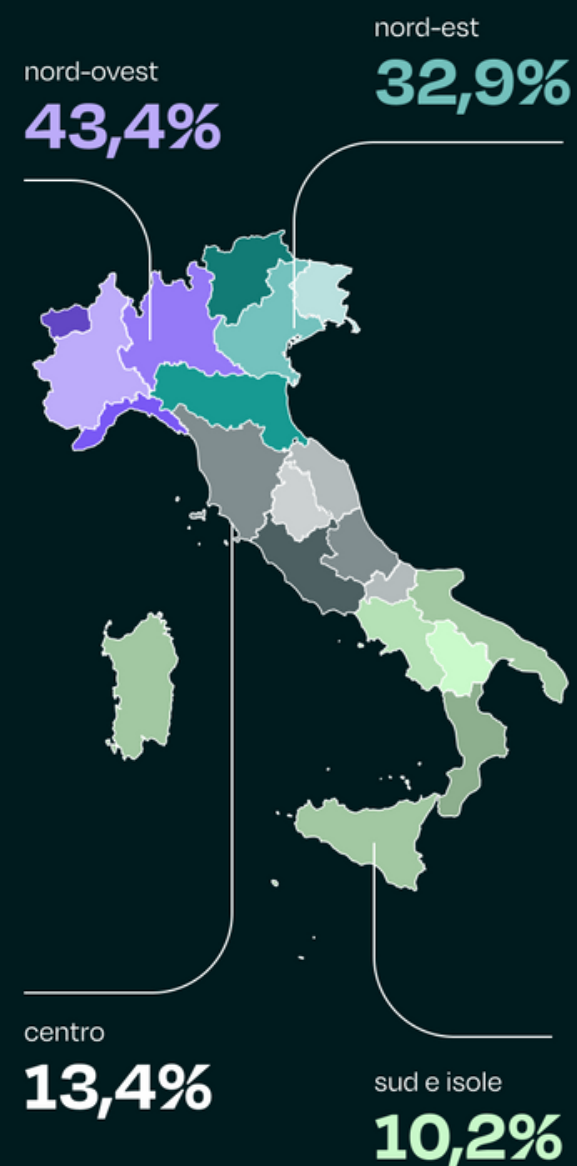 nord-ovest
43,4%
nord-est
32,9%
centro
13,4%
sud e isole
10,2%